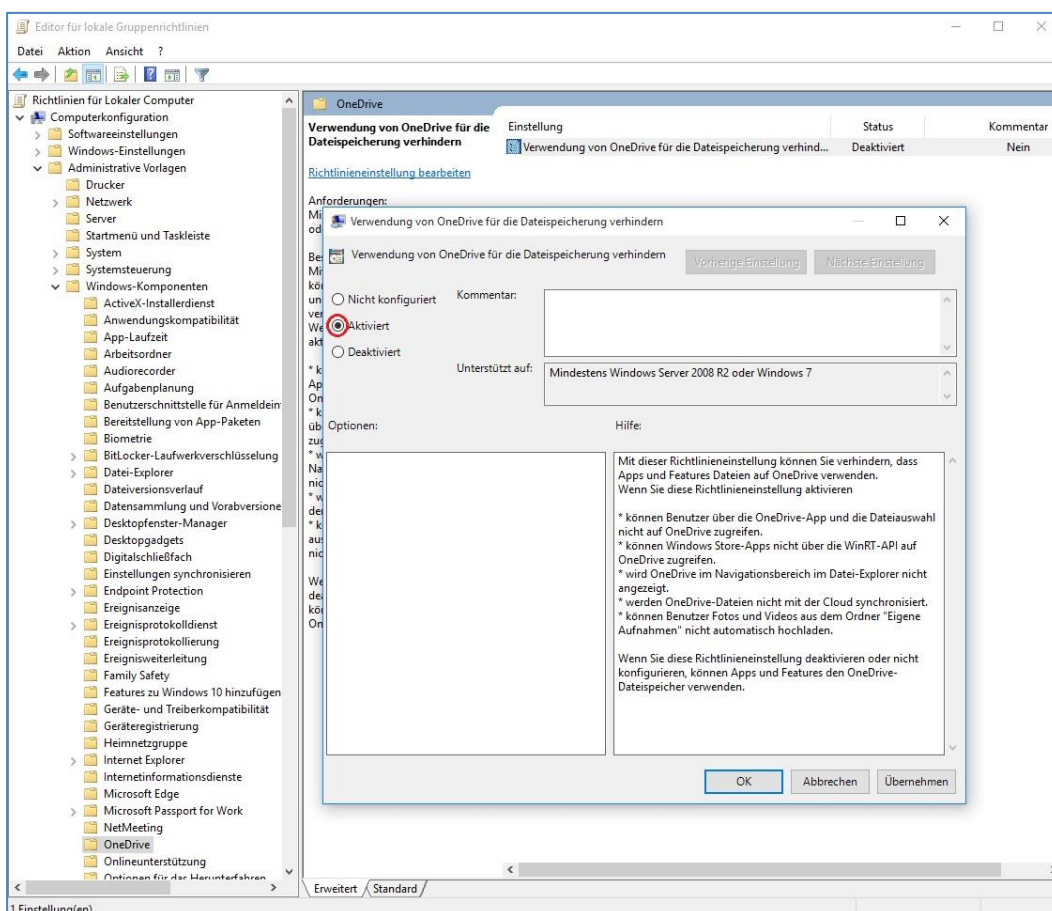 Editor für lokale Gruppenrichtlinien
Datei Aktion Ansicht ?
Richtlinien für Lokaler Computer
Computerkonfiguration
Softwareeinstellungen
Windows-Einstellungen
Administrative Vorlagen
Drucker
Netzwerk
Server
Startmenü und Taskleiste
System
Systemsteuerung
Windows-Komponenten
ActiveX-Installerdienst
Anwendungskompatibilität
App-Laufzeit
Arbeitsordner
Audiorecorder
Aufgabenplanung
Benutzerschnittstelle für Anmeldein
Bereitstellung von App-Paketen
Biometrie
BitLocker-Laufwerkverschlüsselung
Datei-Explorer
Dateiversionsverlauf
Datensammlung und Vorabversione
Desktopfenster-Manager
Desktopgadgets
Digitalschließfach
Einstellungen synchronisieren
Endpoint Protection
Ereignisanzeige
Ereignisprotokolldienst
Ereignisprotokollierung
Ereignisweiterleitung
Family Safety
Features zu Windows 10 hinzufügen
Geräte- und Treiberkompatibilität
Geräteregistrierung
Heimnetzgruppe
Internet Explorer
Internetinformationsdienste
Microsoft Edge
Microsoft Passport for Work
NetMeeting
OneDrive
Onlineunterstützung
Optionen für das Herunterfahren
1 Einstellung(en)
OneDrive
Verwendung von OneDrive für die
Dateispeicherung verhindern
Richtlinieneinstellung bearbeiten
Anforderungen:
Einstellung Status Kommentar
Verwendung von OneDrive für die Dateispeicherung verhind... Deaktiviert Nein
Verwendung von OneDrive für die Dateispeicherung verhindern
Verwendung von OneDrive für die Dateispeicherung verhindern
Vorherige Einstellung Nächste Einstellung
Nicht konfiguriert
Aktiviert
Deaktiviert
Kommentar:
Unterstützt auf: Mindestens Windows Server 2008 R2 oder Windows 7
Optionen: Hilfe:
Mit dieser Richtlinieneinstellung können Sie verhindern, dass
Apps und Features Dateien auf OneDrive verwenden.
Wenn Sie diese Richtlinieneinstellung aktivieren
* können Benutzer über die OneDrive-App und die Dateiauswahl
nicht auf OneDrive zugreifen.
* können Windows Store-Apps nicht über die WinRT-API auf
OneDrive zugreifen.
* wird OneDrive im Navigationsbereich im Datei-Explorer nicht
angezeigt.
* werden OneDrive-Dateien nicht mit der Cloud synchronisiert.
* können Benutzer Fotos und Videos aus dem Ordner "Eigene
Aufnahmen" nicht automatisch hochladen.
Wenn Sie diese Richtlinieneinstellung deaktivieren oder nicht
konfigurieren, können Apps und Features den OneDrive-
Dateispeicher verwenden.
OK Abbrechen Übernehmen
Erweitert Standard